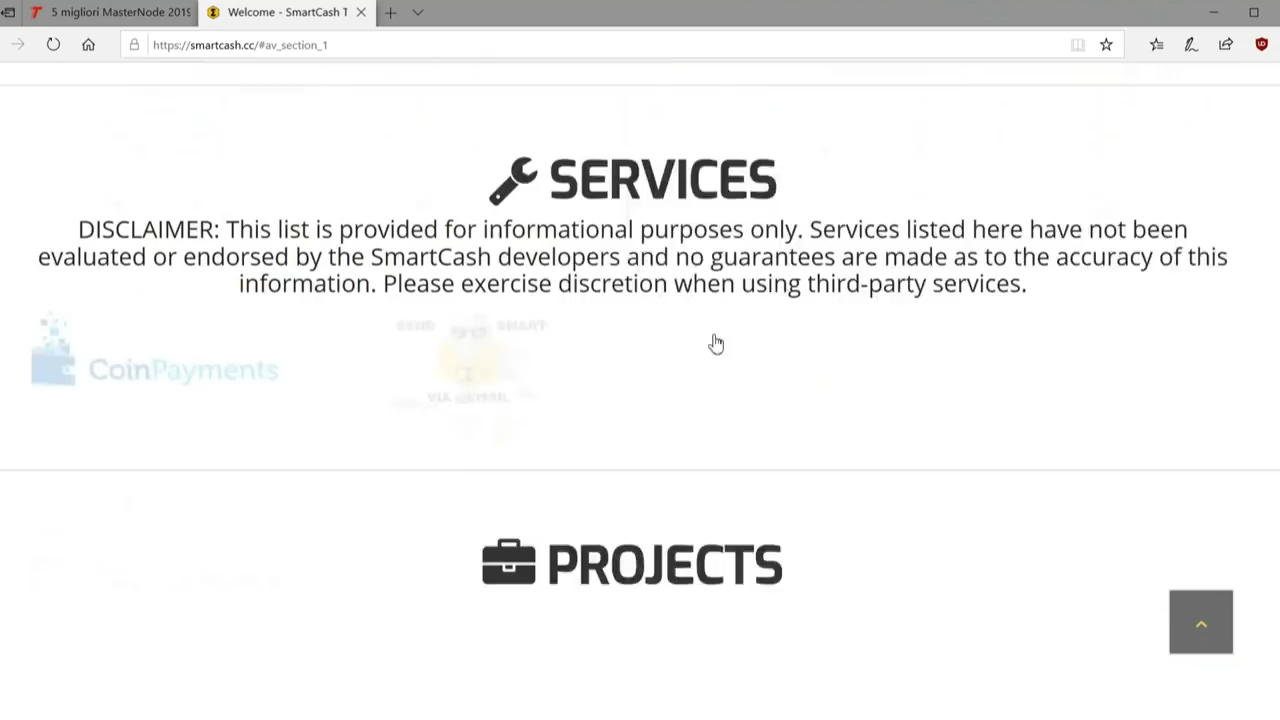 5 migliori MasterNode 2019
Welcome - SmartCash T
https://smartcash.cc/#av_section_1
SERVICES
DISCLAIMER: This list is provided for informational purposes only. Services listed here have not been
evaluated or endorsed by the SmartCash developers and no guarantees are made as to the accuracy of this
information. Please exercise discretion when using third-party services.
SEND SMART
CoinPayments
VIA
PROJECTS